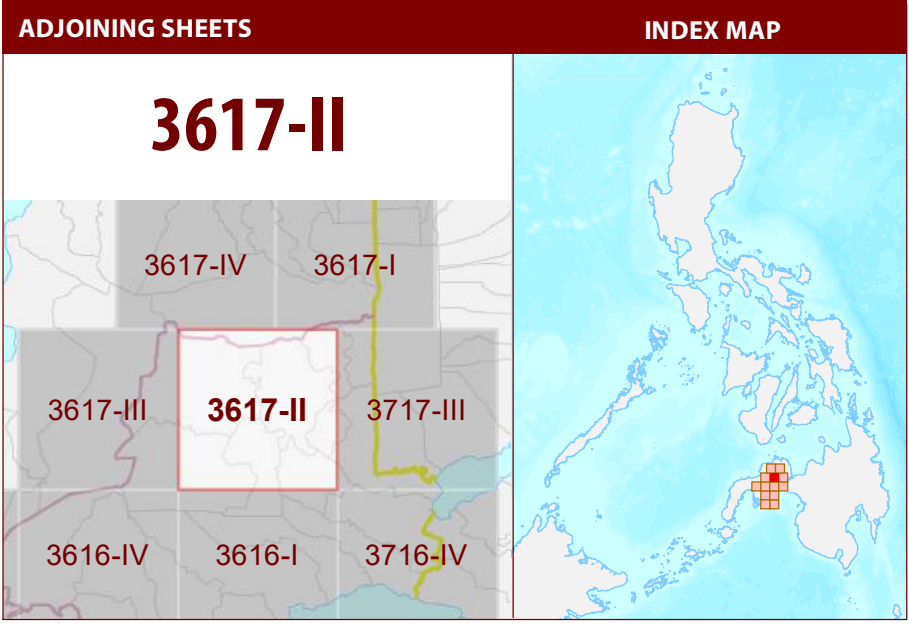 ADJOINING SHEETS
INDEX MAP
3617-II
3617-IV
3617-I
3617-III
3617-II
3717-III
3616-IV
3616-I
3716-IV